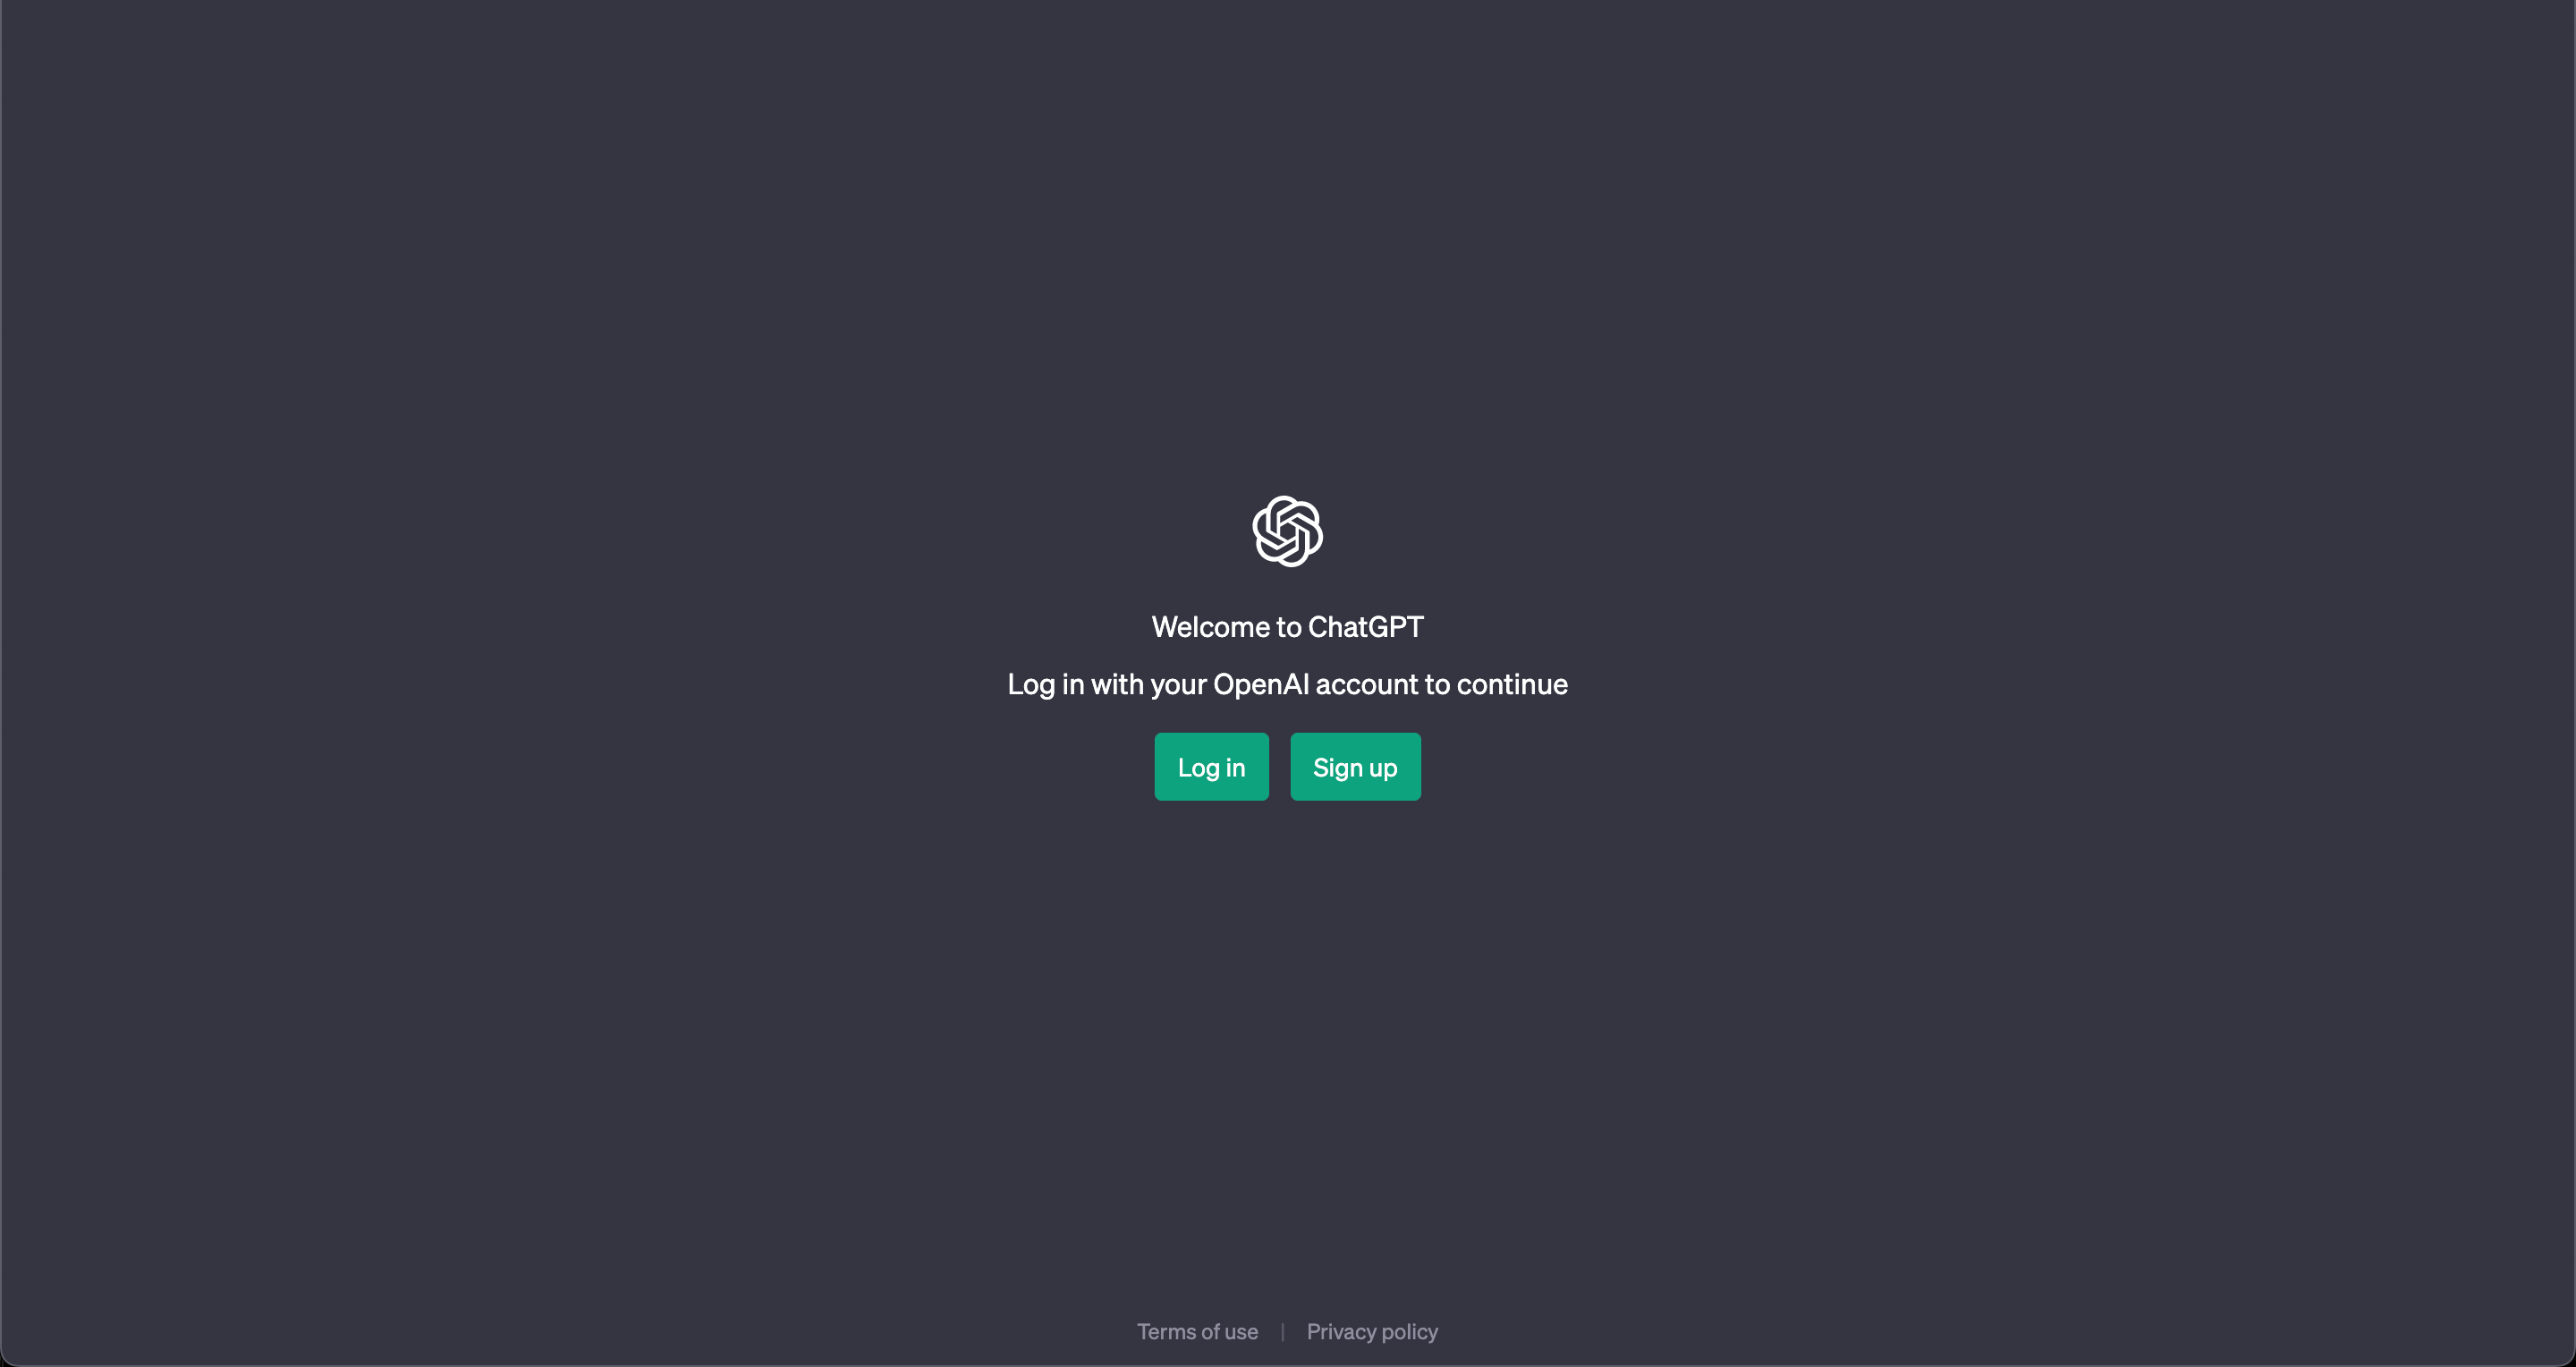 Welcome to ChatGPT
Log in with your OpenAI account to continue
Log in Sign up
Terms of use | Privacy policy